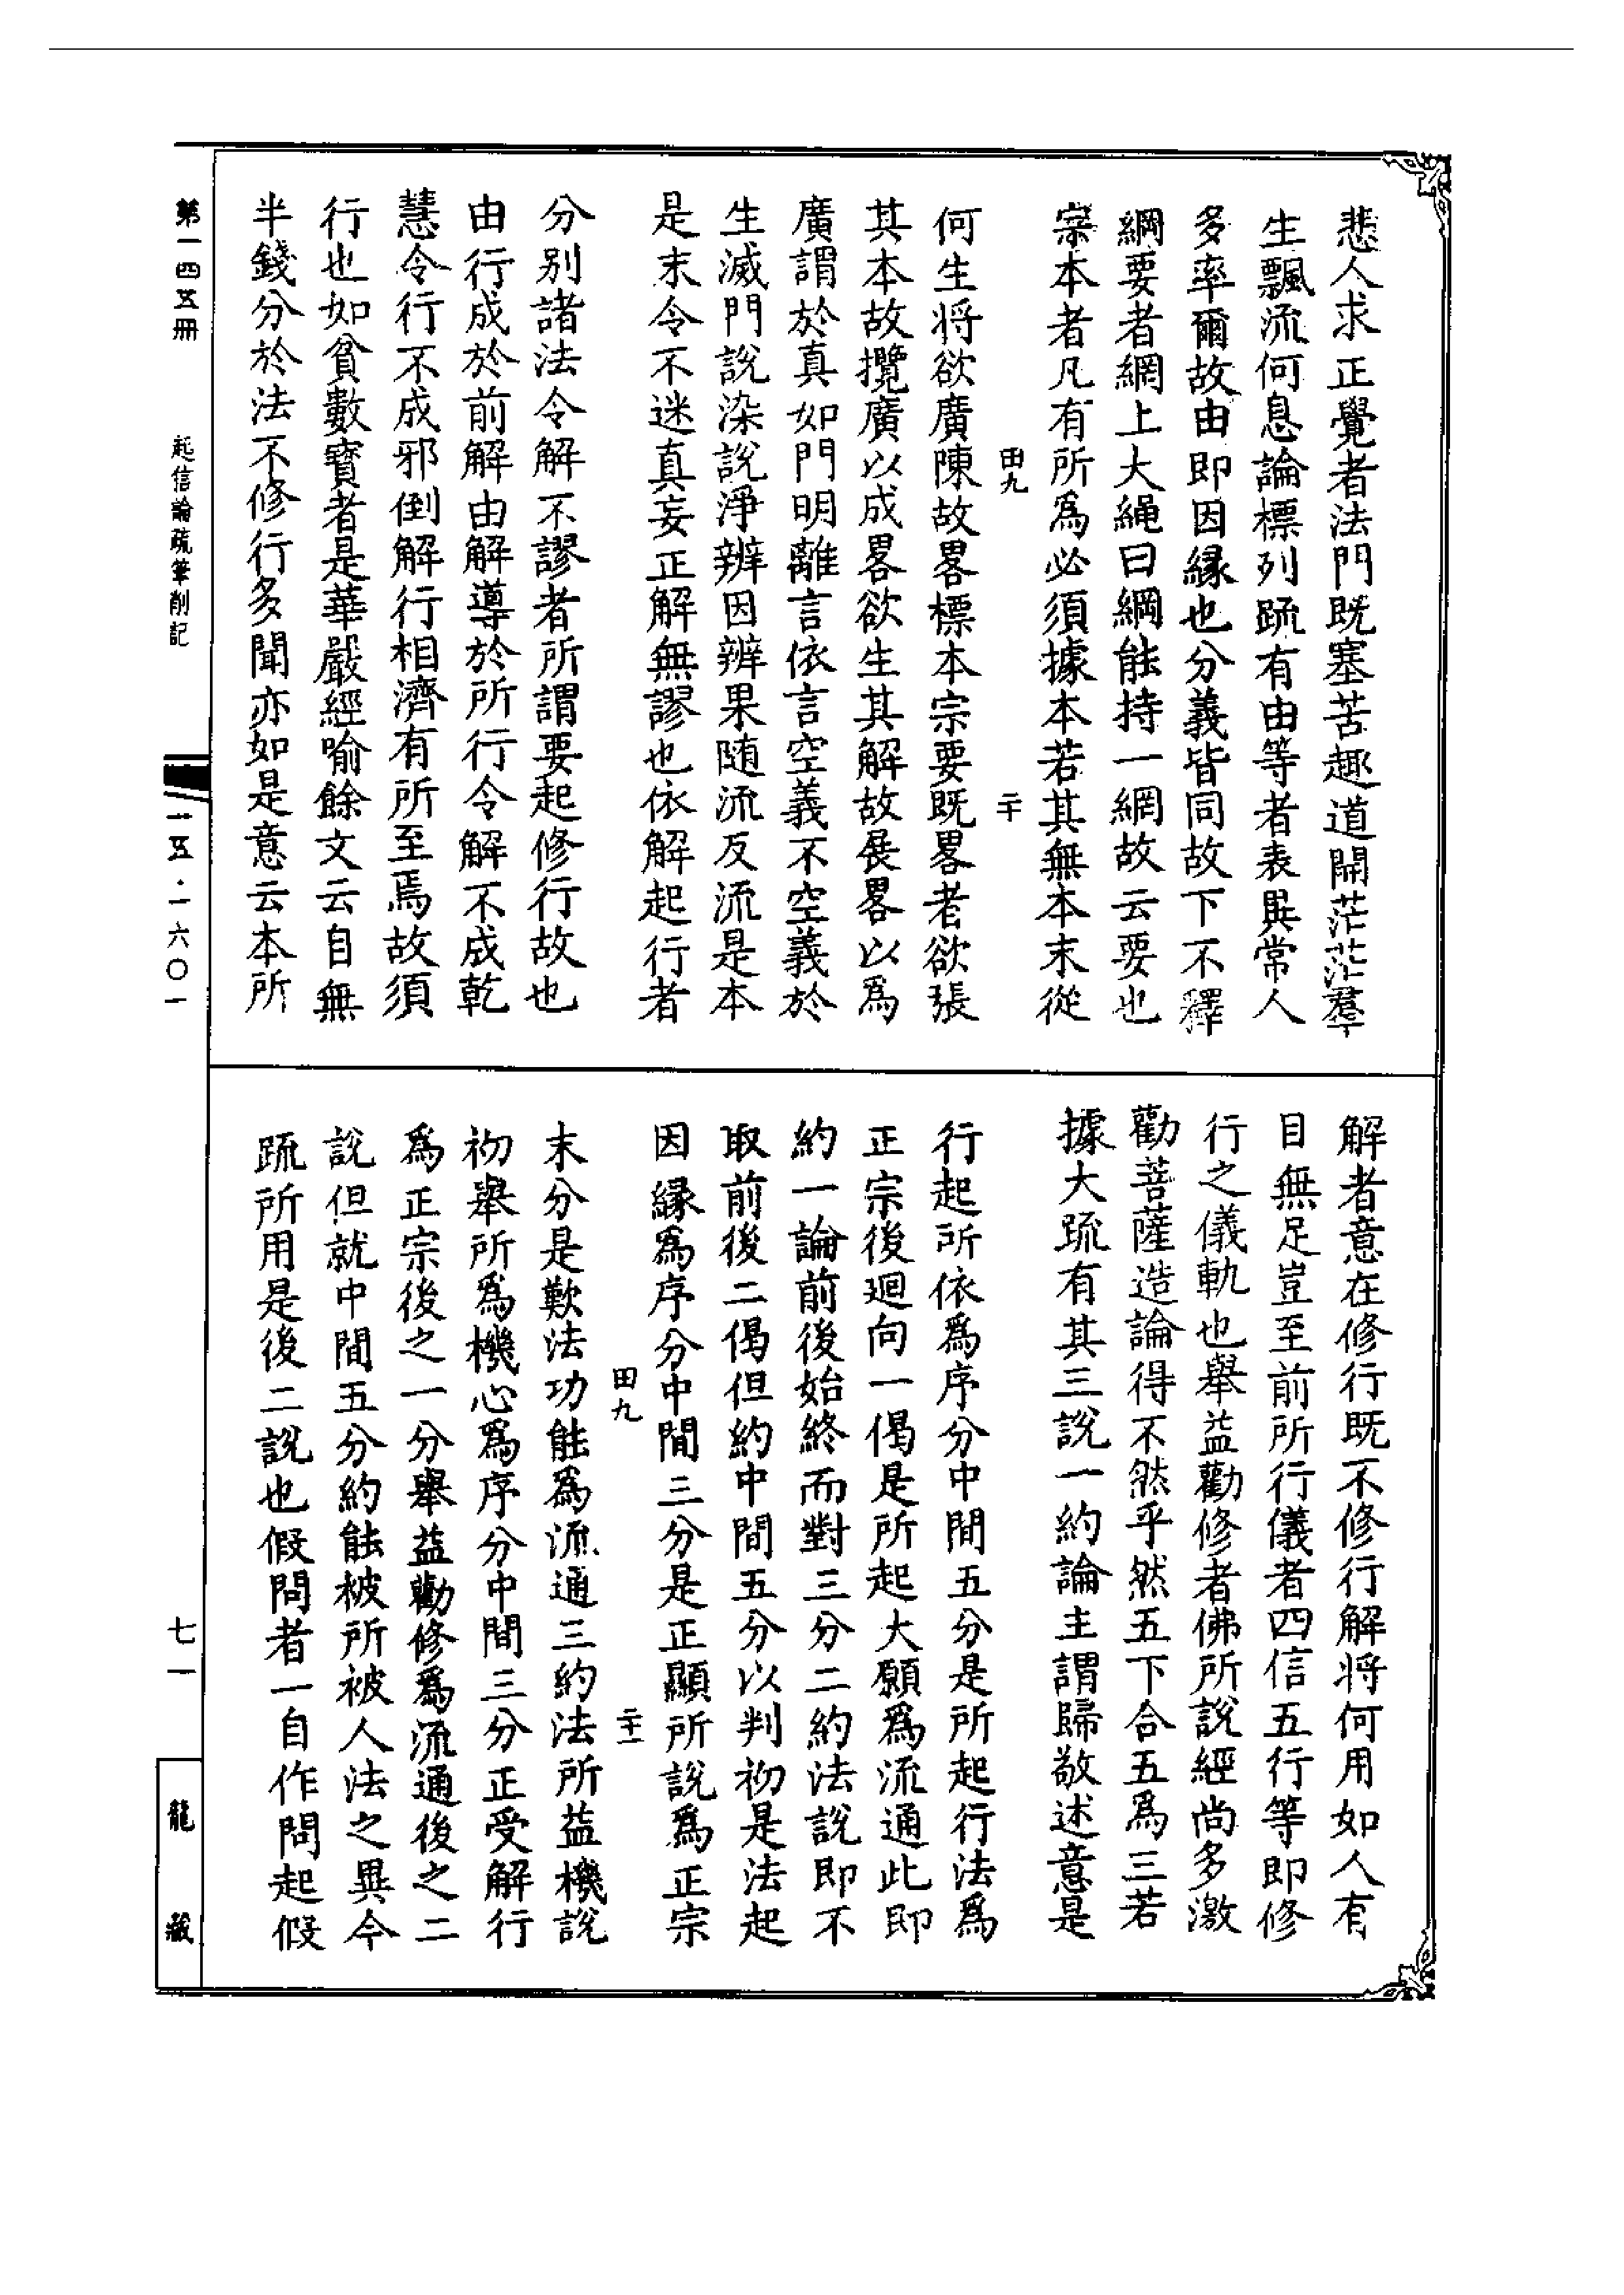 悲人求正覺者法門既塞苦趣道開茫茫羣
生飄流何息論標列䟽有由等者表異常人
多率爾故由即因緣也分義皆同故下不釋
綱要者網上大繩曰綱能持一網故云要也
宗本者凡有所為必須據本若其無本末從
田九
二十
何生将欲廣陳故畧標本宗要既畧者欲張
其本故攬廣以成畧欲生其解故展畧以為
廣謂於真如門明離言依言空義不空義於
生滅門說染說淨辨因辨果随流反流是本
是末令不迷真妄正解無謬也依解起行者
分别諸法令解不謬者所謂要起修行故也
由行成於前解由解導於所行令解不成乾
慧令行不成邪倒解行相濟有所至焉故須
行也如貧數寳者是華嚴經喻餘文云自無
半錢分於法不修行多聞亦如是意云本所
解者意在修行既不修行解将何用如人有
目無足豈至前所行儀者四信五行等即修
行之儀軌也舉益勸修者佛所說經尚多激
勸菩薩造論得不然乎然五下合五為三若
據大䟽有其三說一約論主謂歸敬述意是
行起所依為序分中間五分是所起行法為
正宗後廻向一偈是所起大願為流通此即
約一論前後始終而對三分二約法說即不
取前後二偈但約中間五分以判初是法起
因緣為序分中間三分是正顯所說為正宗
田九
二十一
末分是歎法功能為流通三約法所益機說
初舉所為機心為序分中間三分正受解行
為正宗後之一分舉益勸修為流通後之二
說但就中間五分約能被所被人法之異今
䟽所用是後二說也假問者一自作問起假
第一四五冊
起信論疏筆削記
一五·一六〇一
七一
龍藏